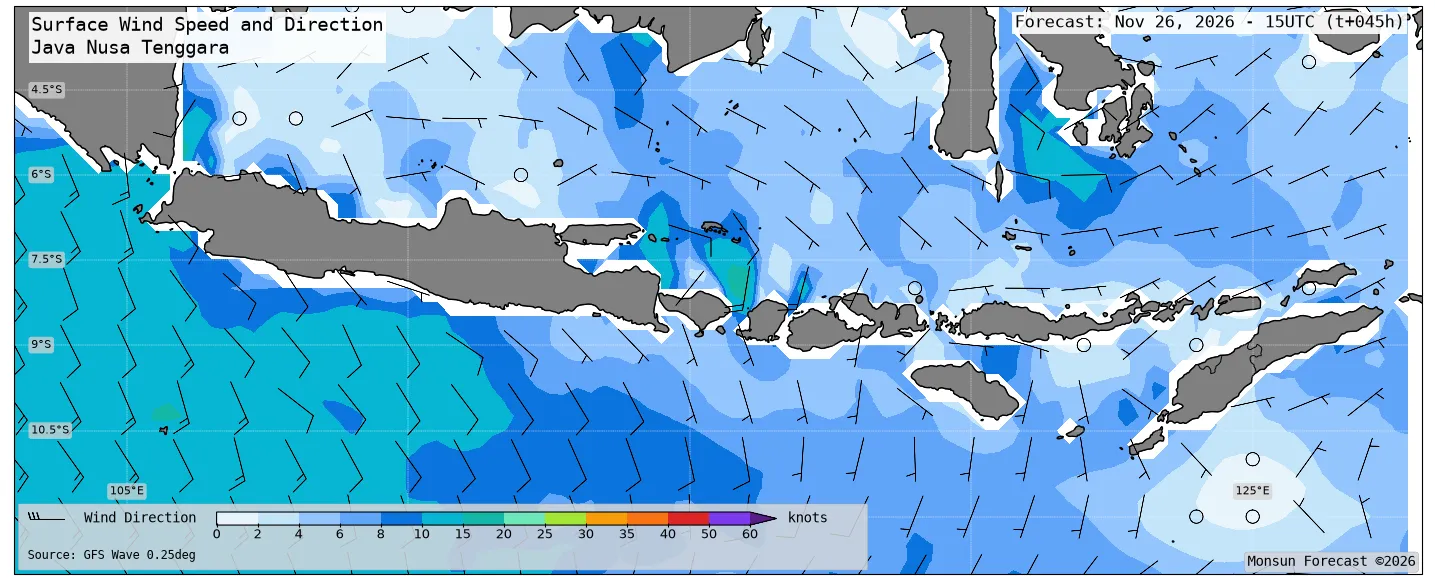 Surface Wind Speed and Direction
Java Nusa Tenggara
Forecast: Nov 26, 2026 - 15UTC (t+045h)
4.5°S
6°S
7.5°S
9°S
10.5°S
105°E
125°E
Wind Direction
0 2 4 6 8 10 15 20 25 30 35 40 50 60
knots
Source: GFS Wave 0.25deg
Monsun Forecast ©2026